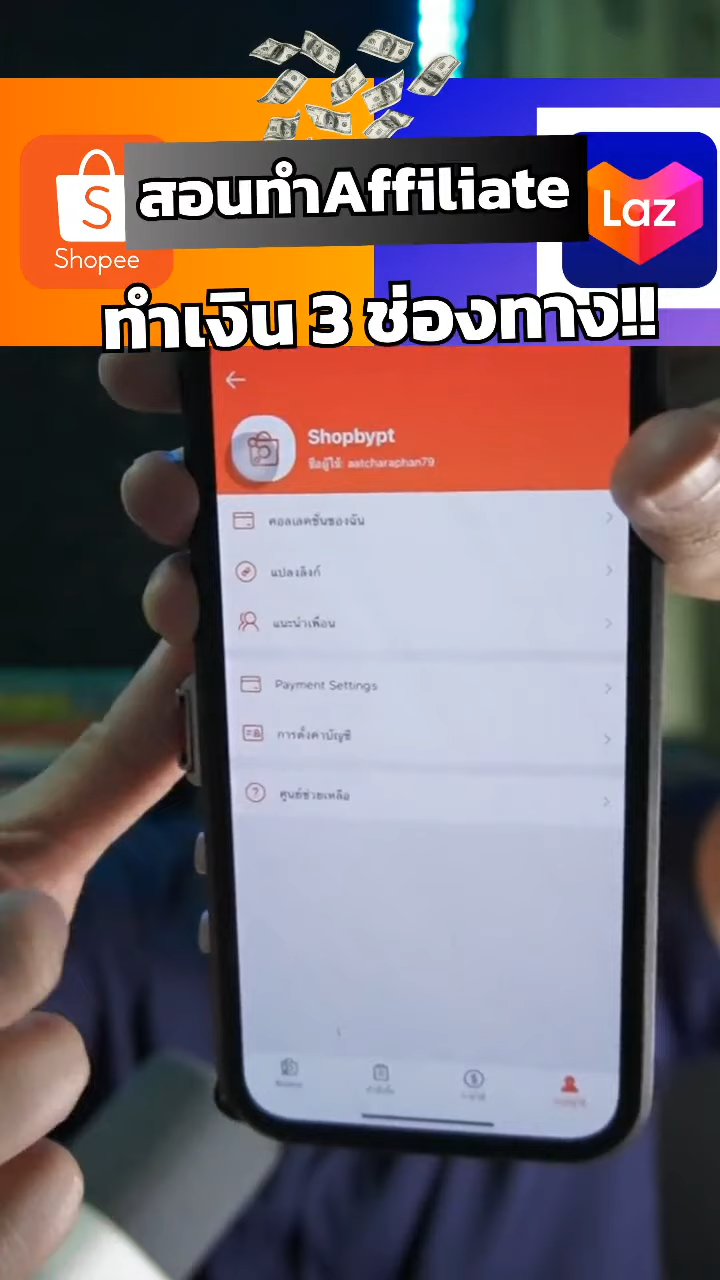 สอนทำAffiliate
Shopee
Laz
ทำเงิน 3 ช่องทาง!!
Shopbypt
ชื่อผู้ใช้: aatcharaphan79
คอลเลคชั่นของฉัน
แปลงลิงก์
แนะนำเพื่อน
Payment Settings
การตั้งค่าบัญชี
ศูนย์ช่วยเหลือ